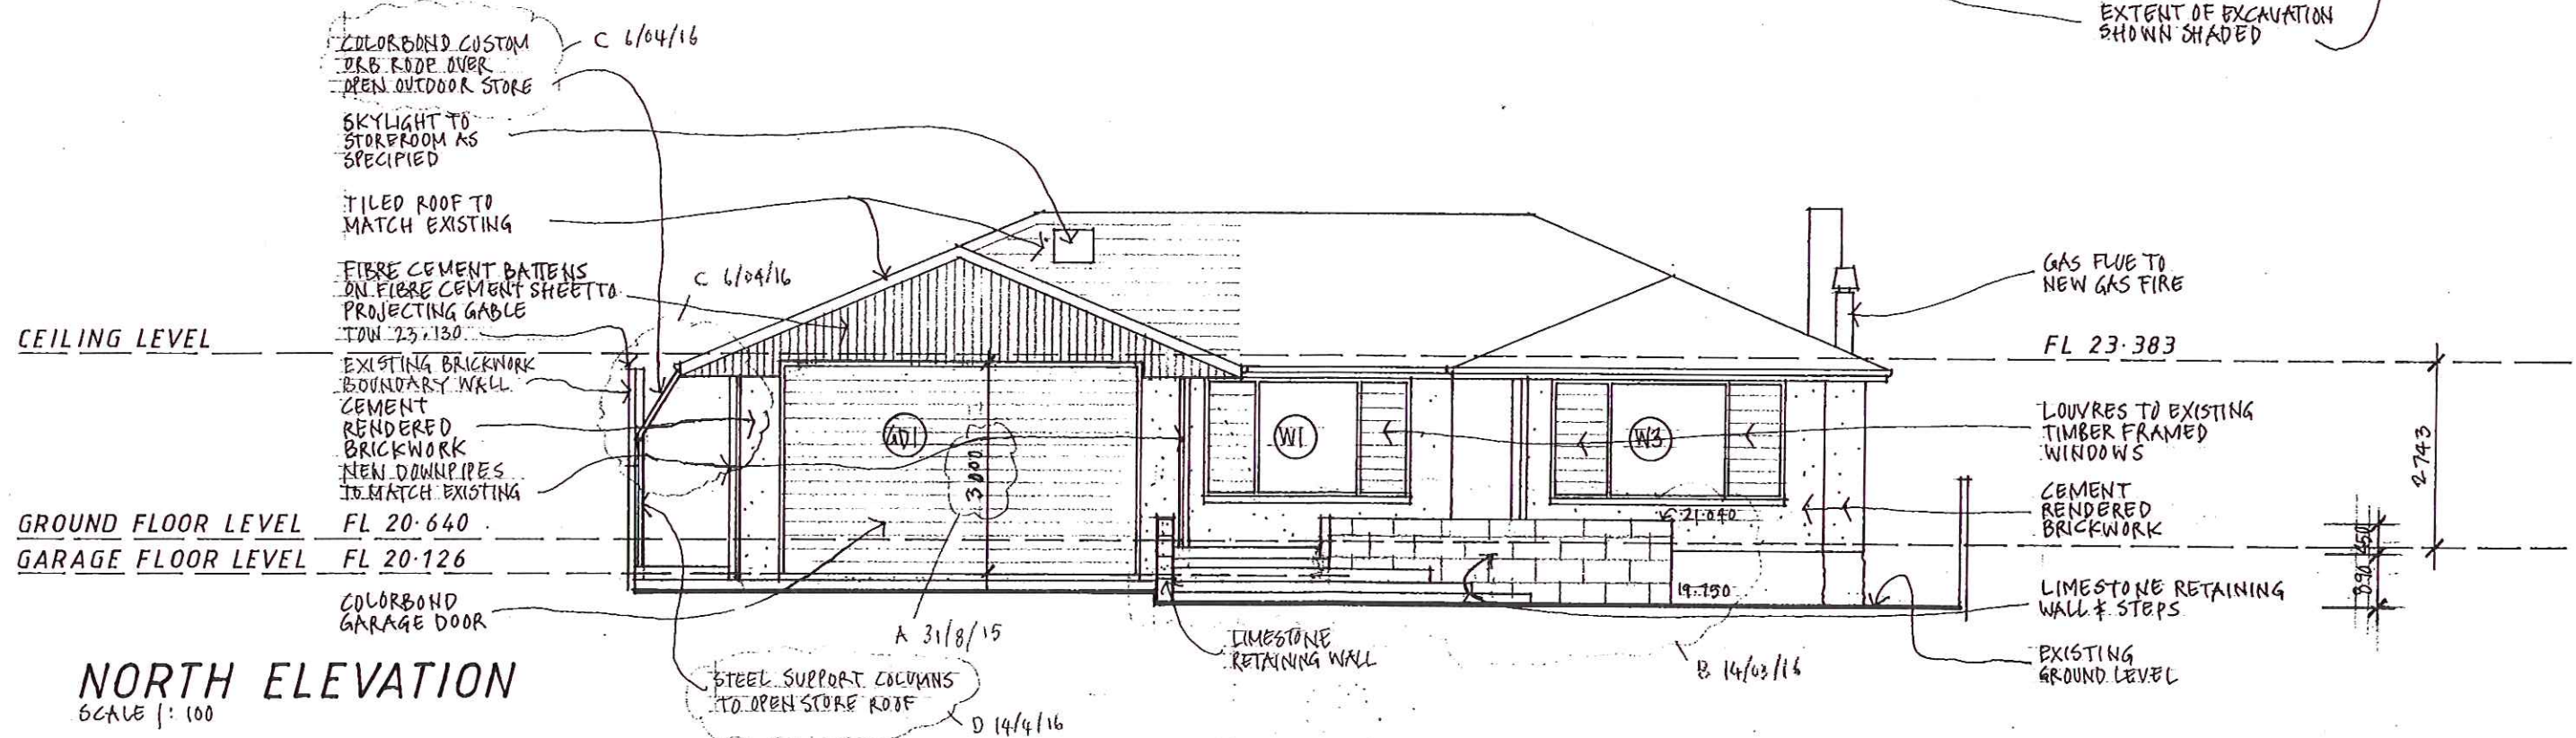 EXTENT OF EXCAVATION
SHOWN SHADED
COLORBOND CUSTOM
ORB ROOF OVER
OPEN OUTDOOR STORE
C 6/04/16
SKYLIGHT TO
STOREROOM AS
SPECIFIED
TILED ROOF TO
MATCH EXISTING
FIBRE CEMENT BATTENS
ON FIBRE CEMENT SHEET TO
PROJECTING GABLE
C 6/04/16
TOW 23.130
CEILING LEVEL
EXISTING BRICKWORK
BOUNDARY WALL
CEMENT
RENDERED
BRICKWORK
NEW DOWNPIPES
TO MATCH EXISTING
GROUND FLOOR LEVEL FL 20.640
GARAGE FLOOR LEVEL FL 20.126
COLORBOND
GARAGE DOOR
GD1
3000
W1
W3
21.040
19.750
GAS FLUE TO
NEW GAS FIRE
FL 23.383
LOUVRES TO EXISTING
TIMBER FRAMED
WINDOWS
CEMENT
RENDERED
BRICKWORK
LIMESTONE RETAINING
WALL & STEPS
EXISTING
GROUND LEVEL
2743
450
890
A 31/8/15
LIMESTONE
RETAINING WALL
B 14/03/16
STEEL SUPPORT COLUMNS
TO OPEN STORE ROOF
D 14/4/16
NORTH ELEVATION
SCALE 1:100